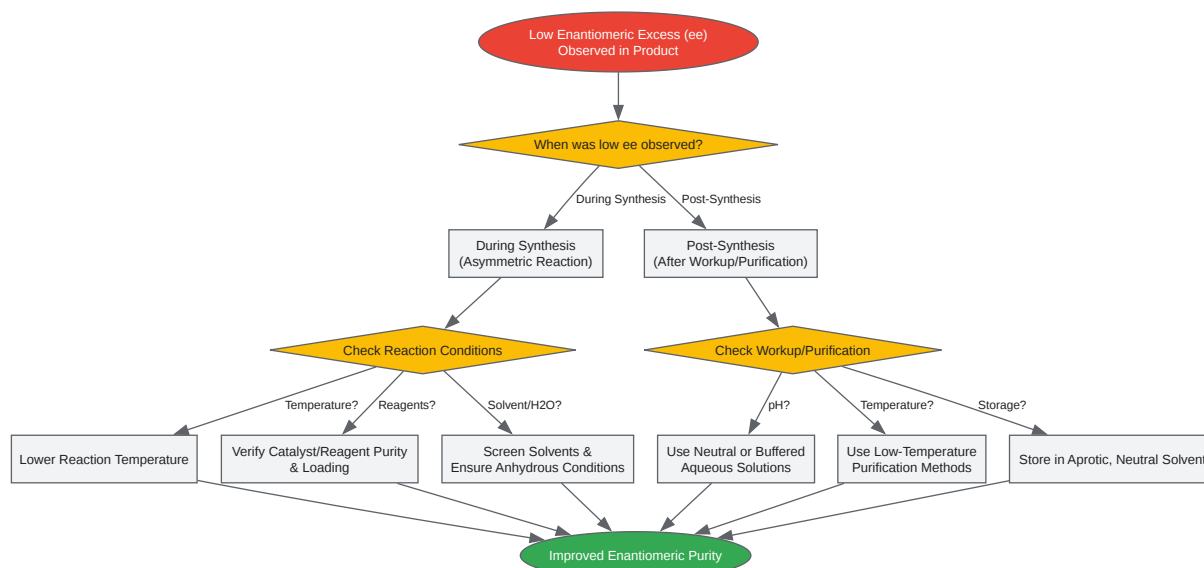 Low Enantiomeric Excess (ee)
Observed in Product
When was low ee observed?
During Synthesis
Post-Synthesis
During Synthesis
(Asymmetric Reaction)
Post-Synthesis
(After Workup/Purification)
Check Reaction Conditions
Check Workup/Purification
Temperature?
Reagents?
Solvent/H2O?
pH?
Temperature?
Storage?
Lower Reaction Temperature
Verify Catalyst/Reagent Purity
& Loading
Screen Solvents &
Ensure Anhydrous Conditions
Use Neutral or Buffered
Aqueous Solutions
Use Low-Temperature
Purification Methods
Store in Aprotic, Neutral Solvent
Improved Enantiomeric Purity